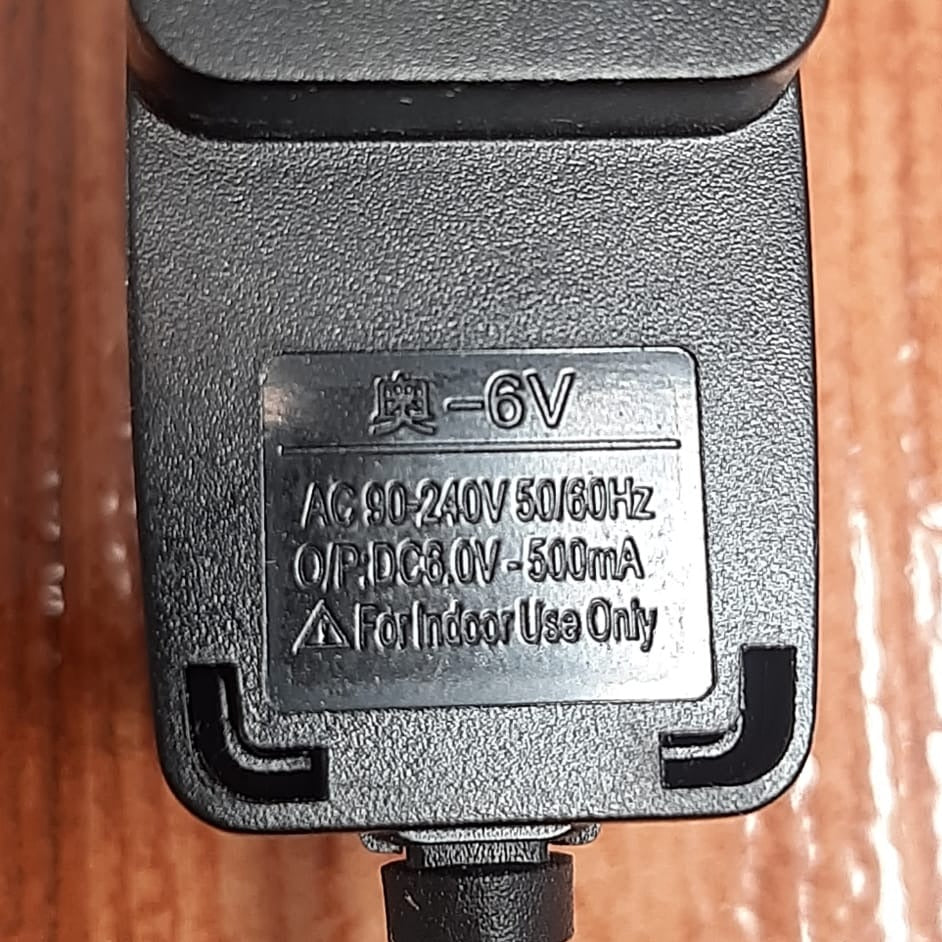 奥-6V
AC 90-240V 50/60Hz
O/P:DC6.0V-500mA
⚠ For Indoor Use Only